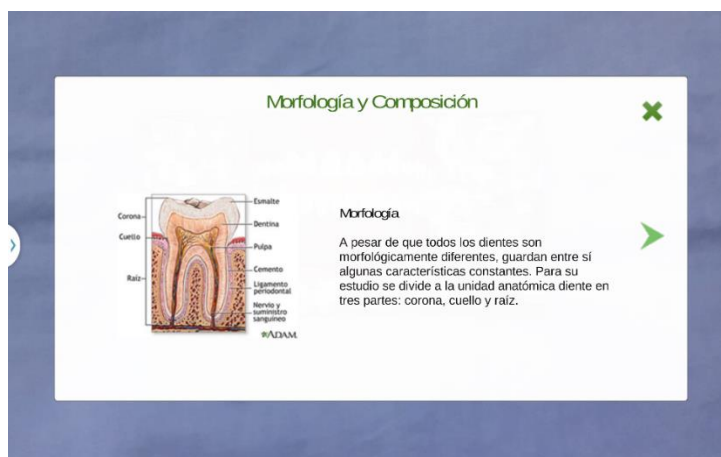 Morfología y Composición
Corona
Cuello
Raíz
Esmalte
Dentina
Pulpa
Cemento
Ligamento
periodontal
Nervio y
suministro
sanguíneo
ADAM.
Morfología
A pesar de que todos los dientes son
morfológicamente diferentes, guardan entre sí
algunas características constantes. Para su
estudio se divide a la unidad anatómica diente en
tres partes: corona, cuello y raíz.